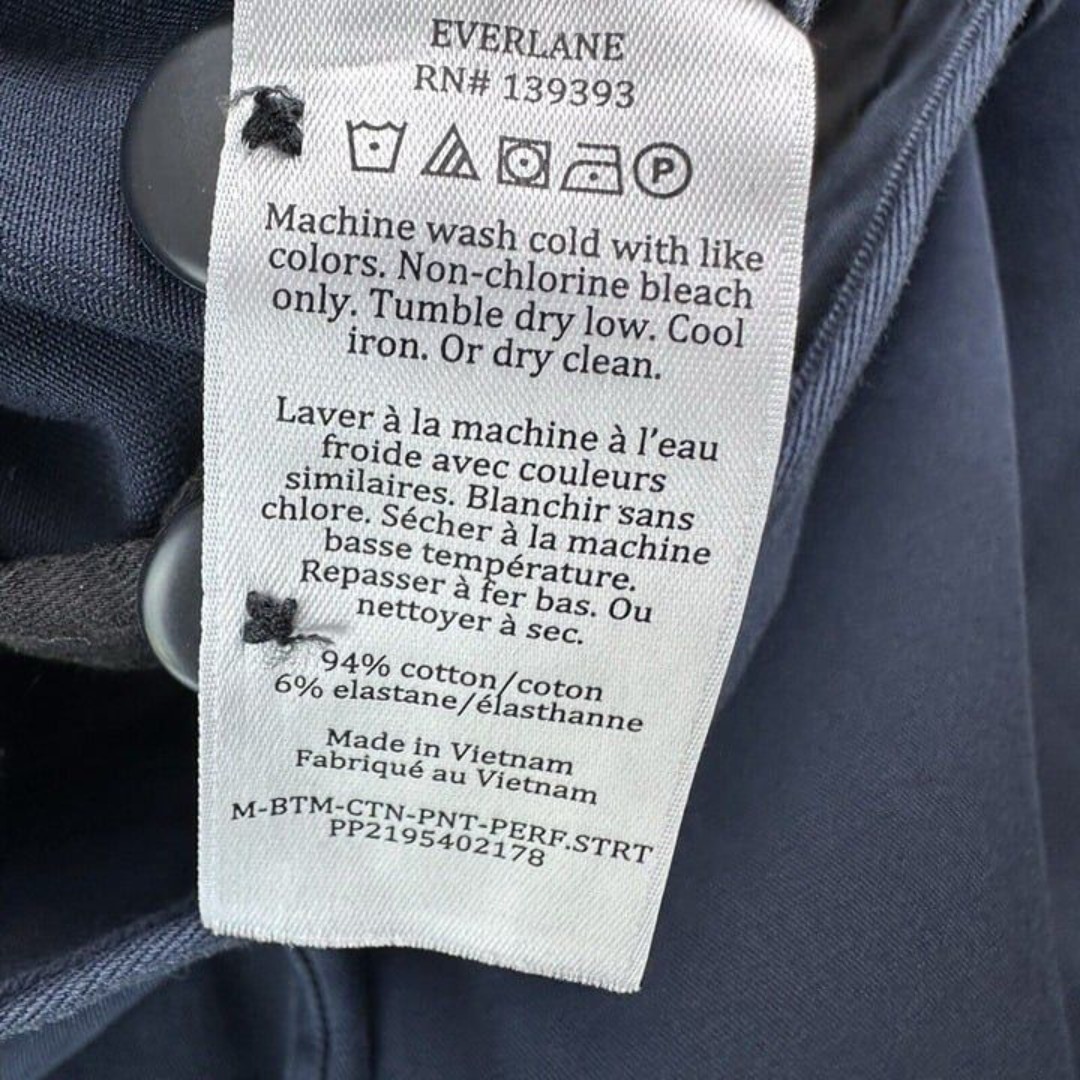 EVERLANE
RN# 139393
P
Machine wash cold with like
colors. Non-chlorine bleach
only. Tumble dry low. Cool
iron. Or dry clean.
Laver à la machine à l'eau
froide avec couleurs
similaires. Blanchir sans
chlore. Sécher à la machine
basse température.
Repasser à fer bas. Ou
nettoyer à sec.
94% cotton/coton
6% elastane/élasthanne
Made in Vietnam
Fabriqué au Vietnam
M-BTM-CTN-PNT-PERF.STRT
PP2195402178